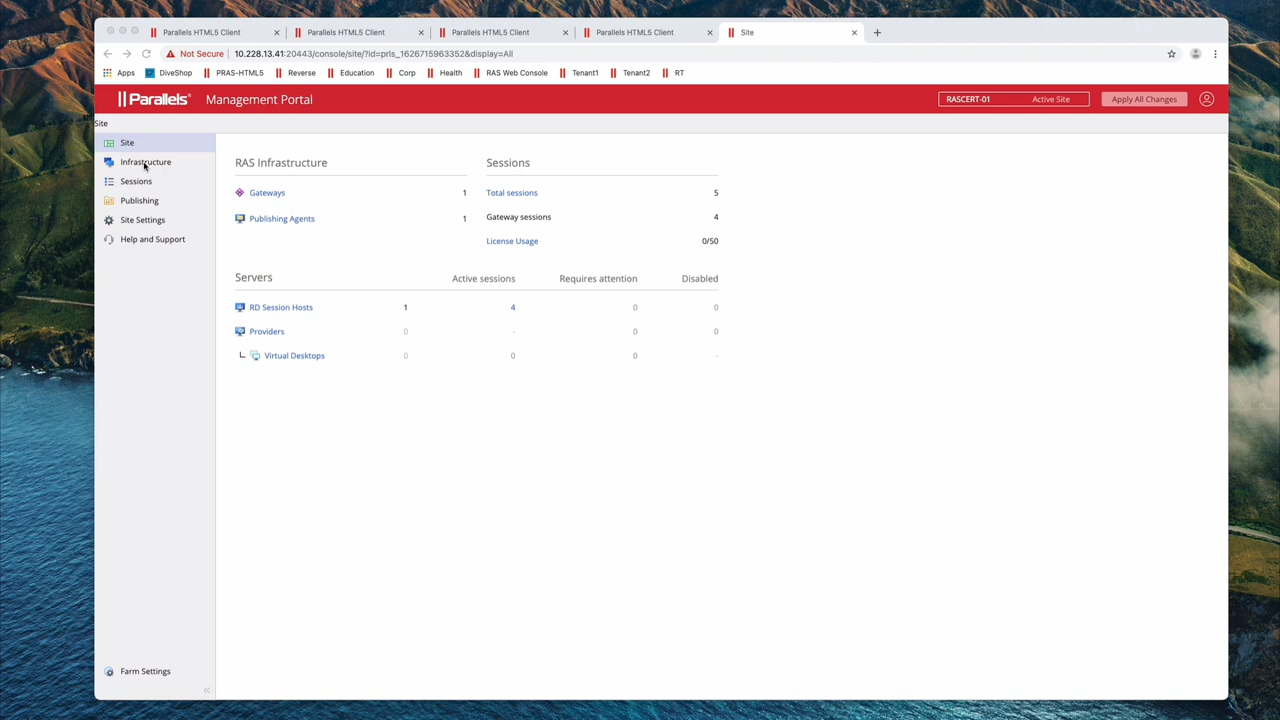 Parallels HTML5 Client
Parallels HTML5 Client
Parallels HTML5 Client
Parallels HTML5 Client
Site
Not Secure 10.228.13.41:20443/console/site/?id=prls_1626715963352&display=All
Apps DiveShop PRAS-HTML5 Reverse Education Corp Health RAS Web Console Tenant1 Tenant2 RT
Parallels® Management Portal RASCERT-01 Active Site Apply All Changes
Site
Site
Infrastructure
Sessions
Publishing
Site Settings
Help and Support
Farm Settings
RAS Infrastructure
Gateways 1
Publishing Agents 1
Sessions
Total sessions 5
Gateway sessions 4
License Usage 0/50
Servers Active sessions Requires attention Disabled
RD Session Hosts 1 4 0 0
Providers 0 - 0 0
Virtual Desktops 0 0 0 -